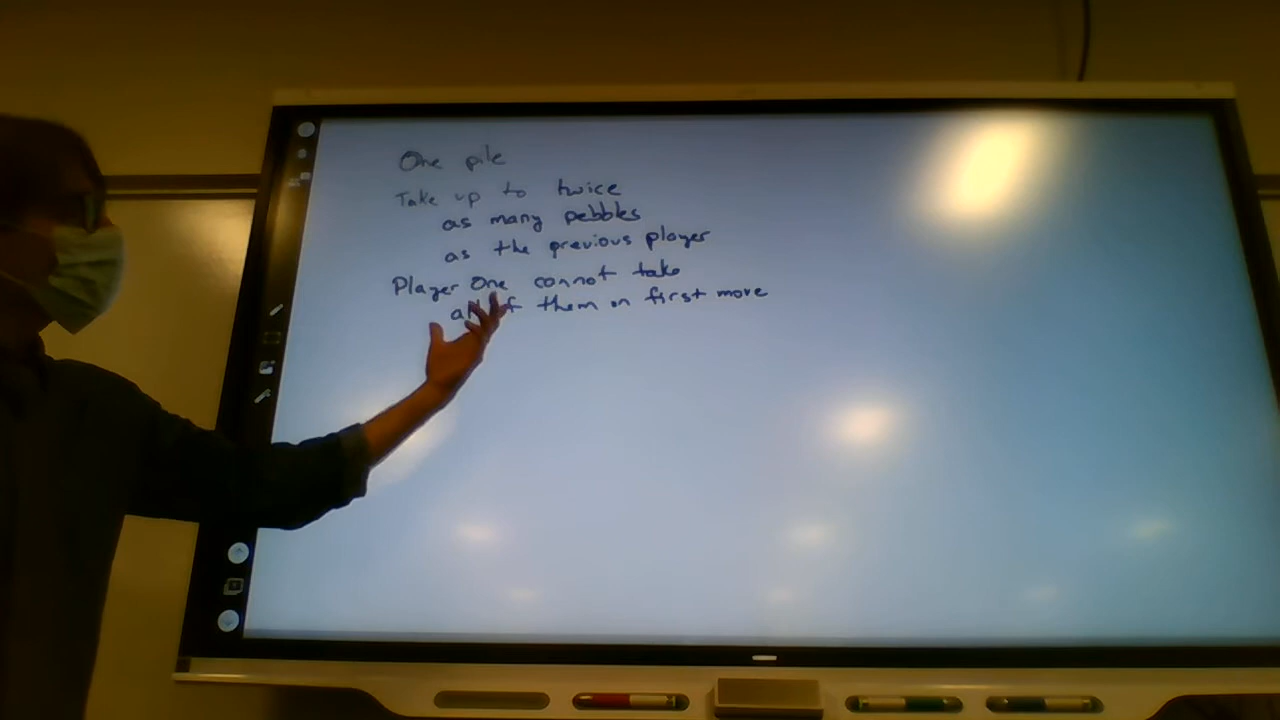 One pile
Take up to twice
as many pebbles
as the previous player
Player One cannot take
all of them on first move